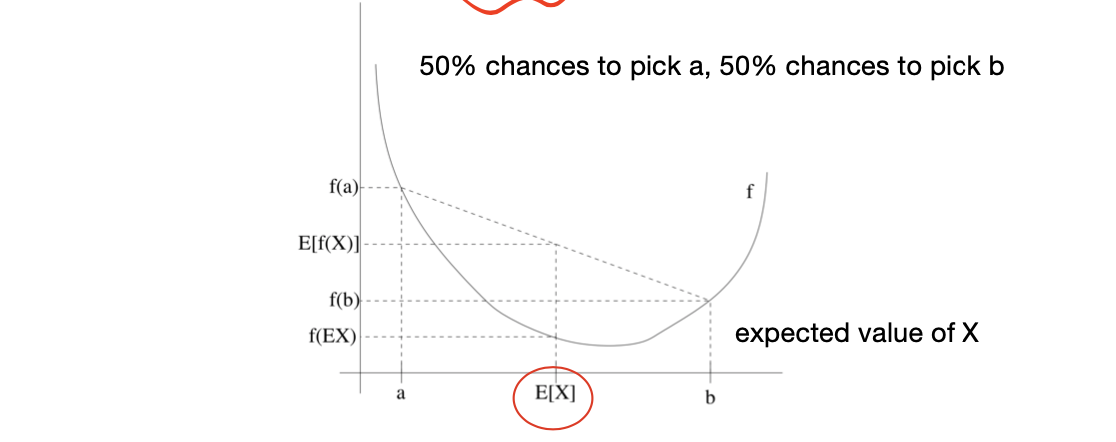 50% chances to pick a, 50% chances to pick b
f(a)
f
E[f(X)]
f(b)
f(EX)
expected value of X
a
E[X]
b